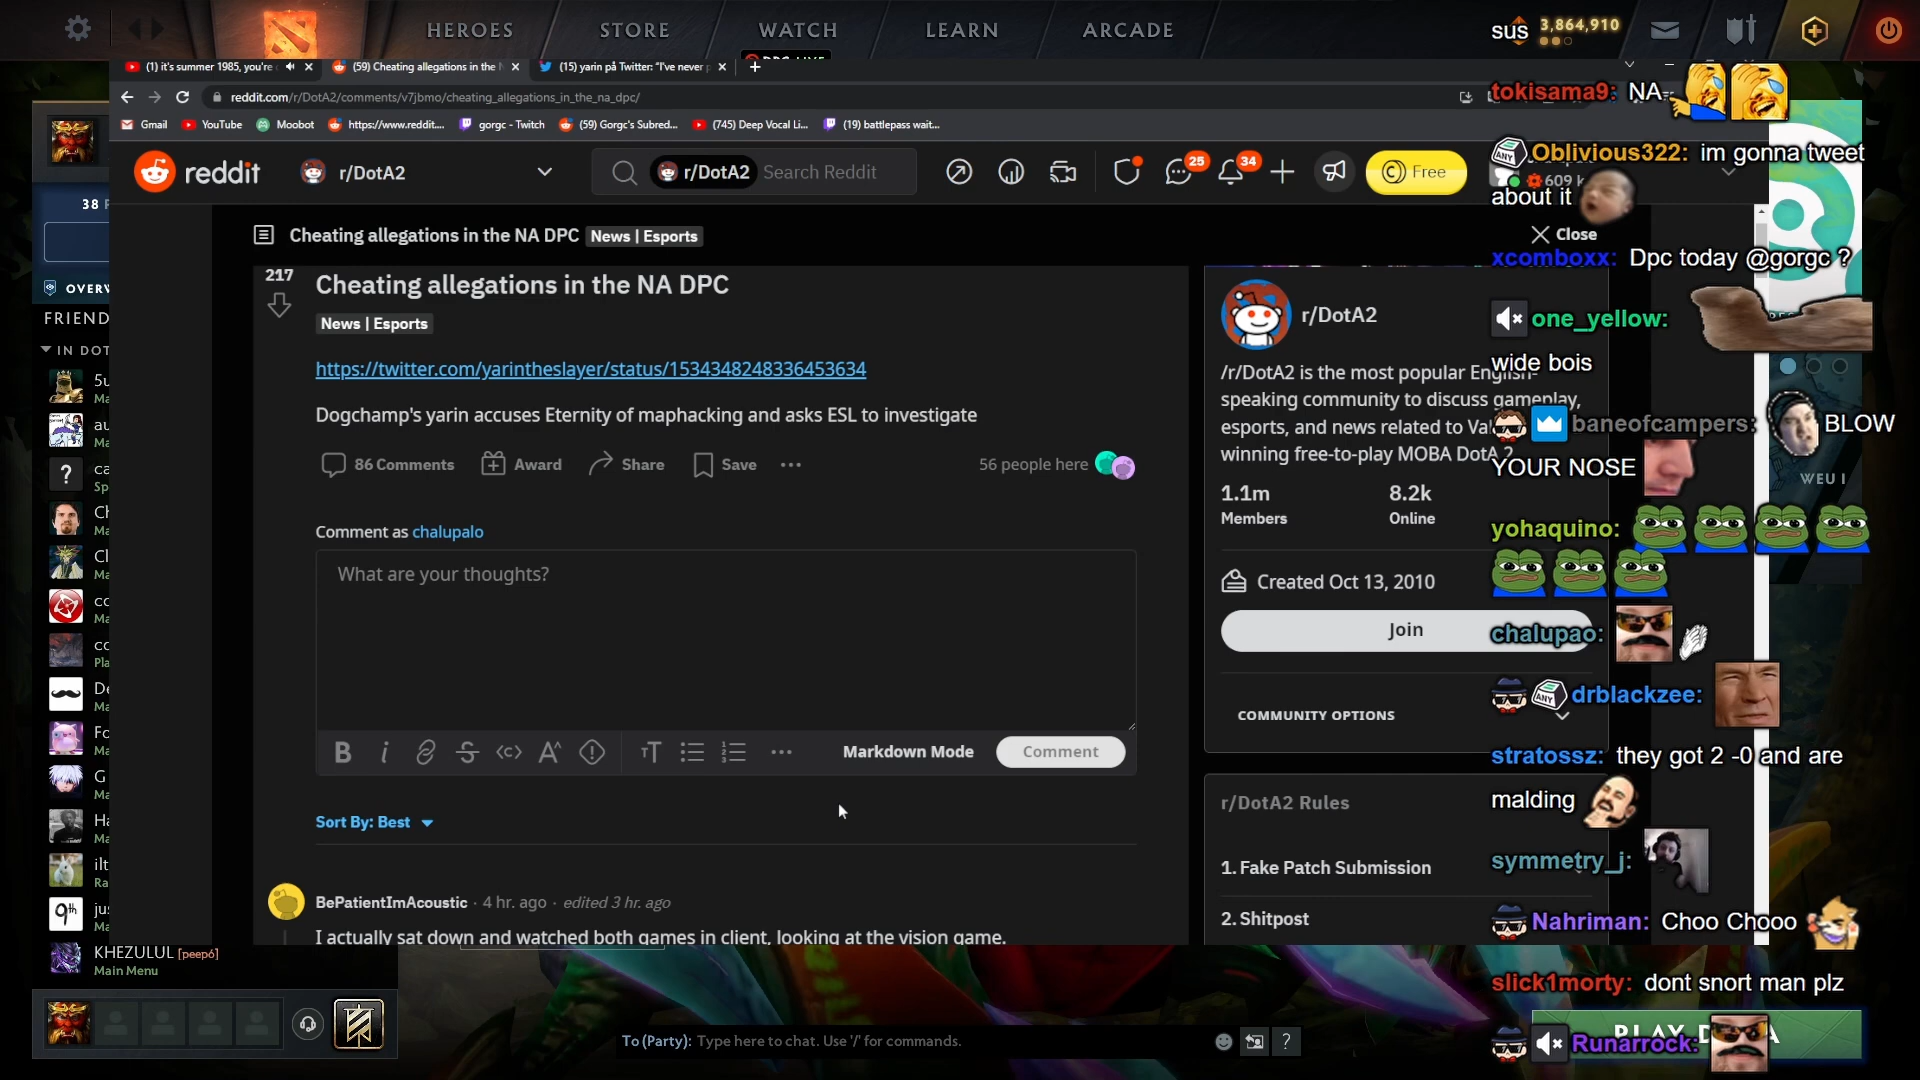 HEROES
STORE
WATCH
LEARN
ARCADE
sus
3,864,910
(1) it's summer 1985, you're
(59) Cheating allegations in the
(15) yarin på Twitter: "I've never
reddit.com/r/DotA2/comments/v7jbmo/cheating_allegations_in_the_na_dpc/
Gmail
YouTube
Moobot
https://www.reddit....
gorgc - Twitch
(59) Gorgc's Subred...
(745) Deep Vocal Li...
(19) battlepass wait...
reddit
r/DotA2
r/DotA2
Search Reddit
25
34
Free
609 k
Cheating allegations in the NA DPC
News | Esports
Close
217
Cheating allegations in the NA DPC
News | Esports
https://twitter.com/yarintheslayer/status/1534348248336453634
Dogchamp's yarin accuses Eternity of maphacking and asks ESL to investigate
86 Comments
Award
Share
Save
56 people here
Comment as chalupalo
What are your thoughts?
Markdown Mode
Comment
Sort By: Best
BePatientImAcoustic · 4 hr. ago · edited 3 hr. ago
I actually sat down and watched both games in client, looking at the vision game.
r/DotA2
/r/DotA2 is the most popular English-
speaking community to discuss gameplay,
esports, and news related to
winning free-to-play MOBA DotA 2
1.1m
Members
8.2k
Online
Created Oct 13, 2010
Join
COMMUNITY OPTIONS
r/DotA2 Rules
1. Fake Patch Submission
2. Shitpost
tokisama9: NA
Oblivious322: im gonna tweet
about it
xcomboxx: Dpc today @gorgc ?
one_yellow:
wide bois
baneofcampers: BLOW
YOUR NOSE
yohaquino:
chalupao:
ANY
drblackzee:
stratossz: they got 2 -0 and are
malding
symmetry_j:
Nahriman: Choo Chooo
slick1morty: dont snort man plz
Runarrock:
WEU I
38
OVERV
FRIEND
IN DOT
KHEZULUL [peepo]
Main Menu
To (Party): Type here to chat. Use '/' for commands.